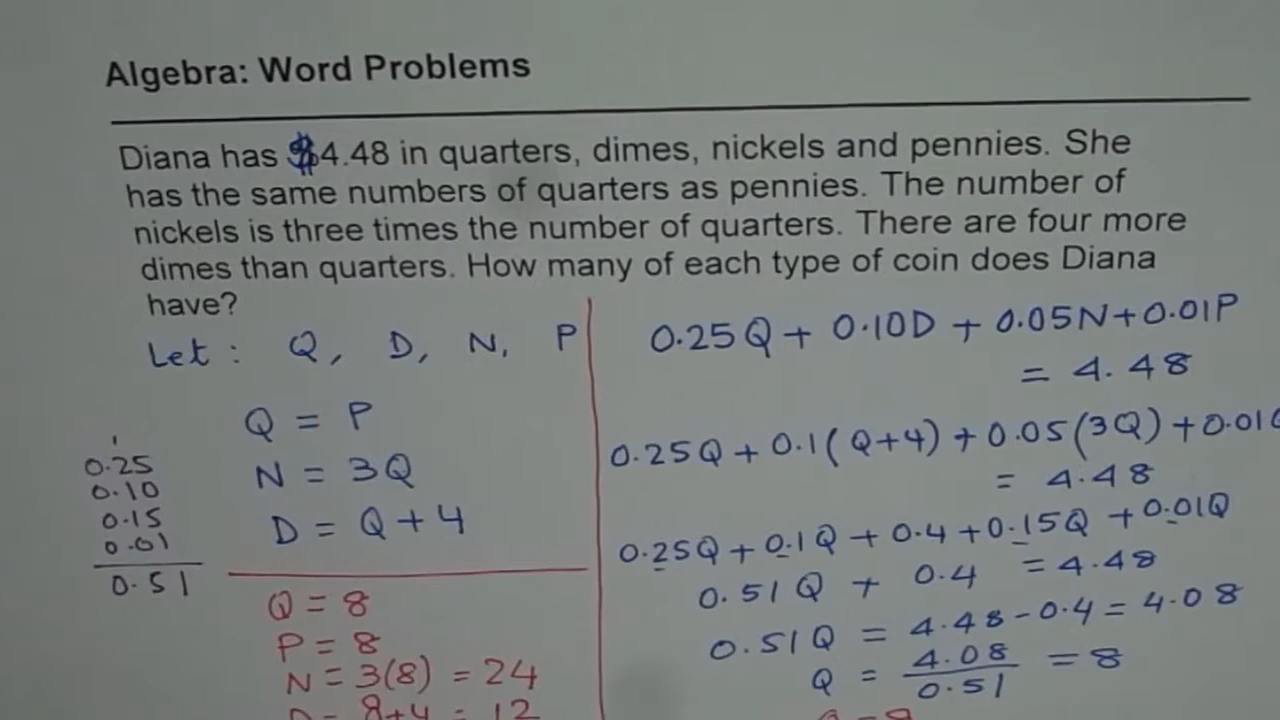 Algebra: Word Problems
Diana has $4.48 in quarters, dimes, nickels and pennies. She
has the same numbers of quarters as pennies. The number of
nickels is three times the number of quarters. There are four more
dimes than quarters. How many of each type of coin does Diana
have?
Let : Q, D, N, P
Q = P
N = 3Q
D = Q+4
1
0.25
0.10
0.15
0.01
0.51
Q = 8
P = 8
N = 3(8) = 24
D = 8+4 = 12
0.25Q + 0.10D + 0.05N+0.01P
= 4.48
0.25Q + 0.1(Q+4) + 0.05(3Q) +0.01Q
= 4.48
0.25Q + 0.1Q + 0.4 +0.15Q +0.01Q
0.51Q + 0.4 = 4.48
0.51Q = 4.48-0.4 = 4.08
Q = 4.08 = 8
0.51